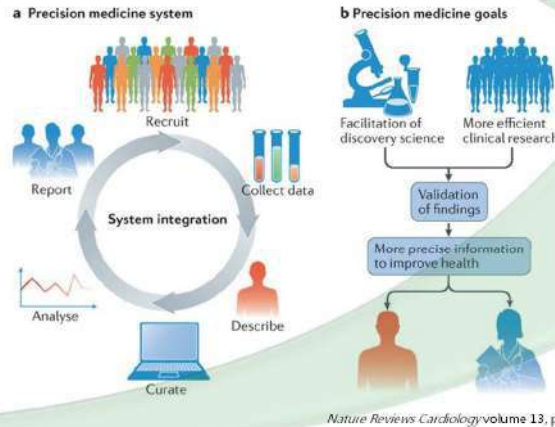 a Precision medicine system
Recruit
Collect data
Describe
Curate
Analyse
Report
System integration
b Precision medicine goals
Facilitation of
discovery science
More efficient
clinical research
Validation
of findings
More precise information
to improve health
Nature Reviews Cardiology volume 13, p